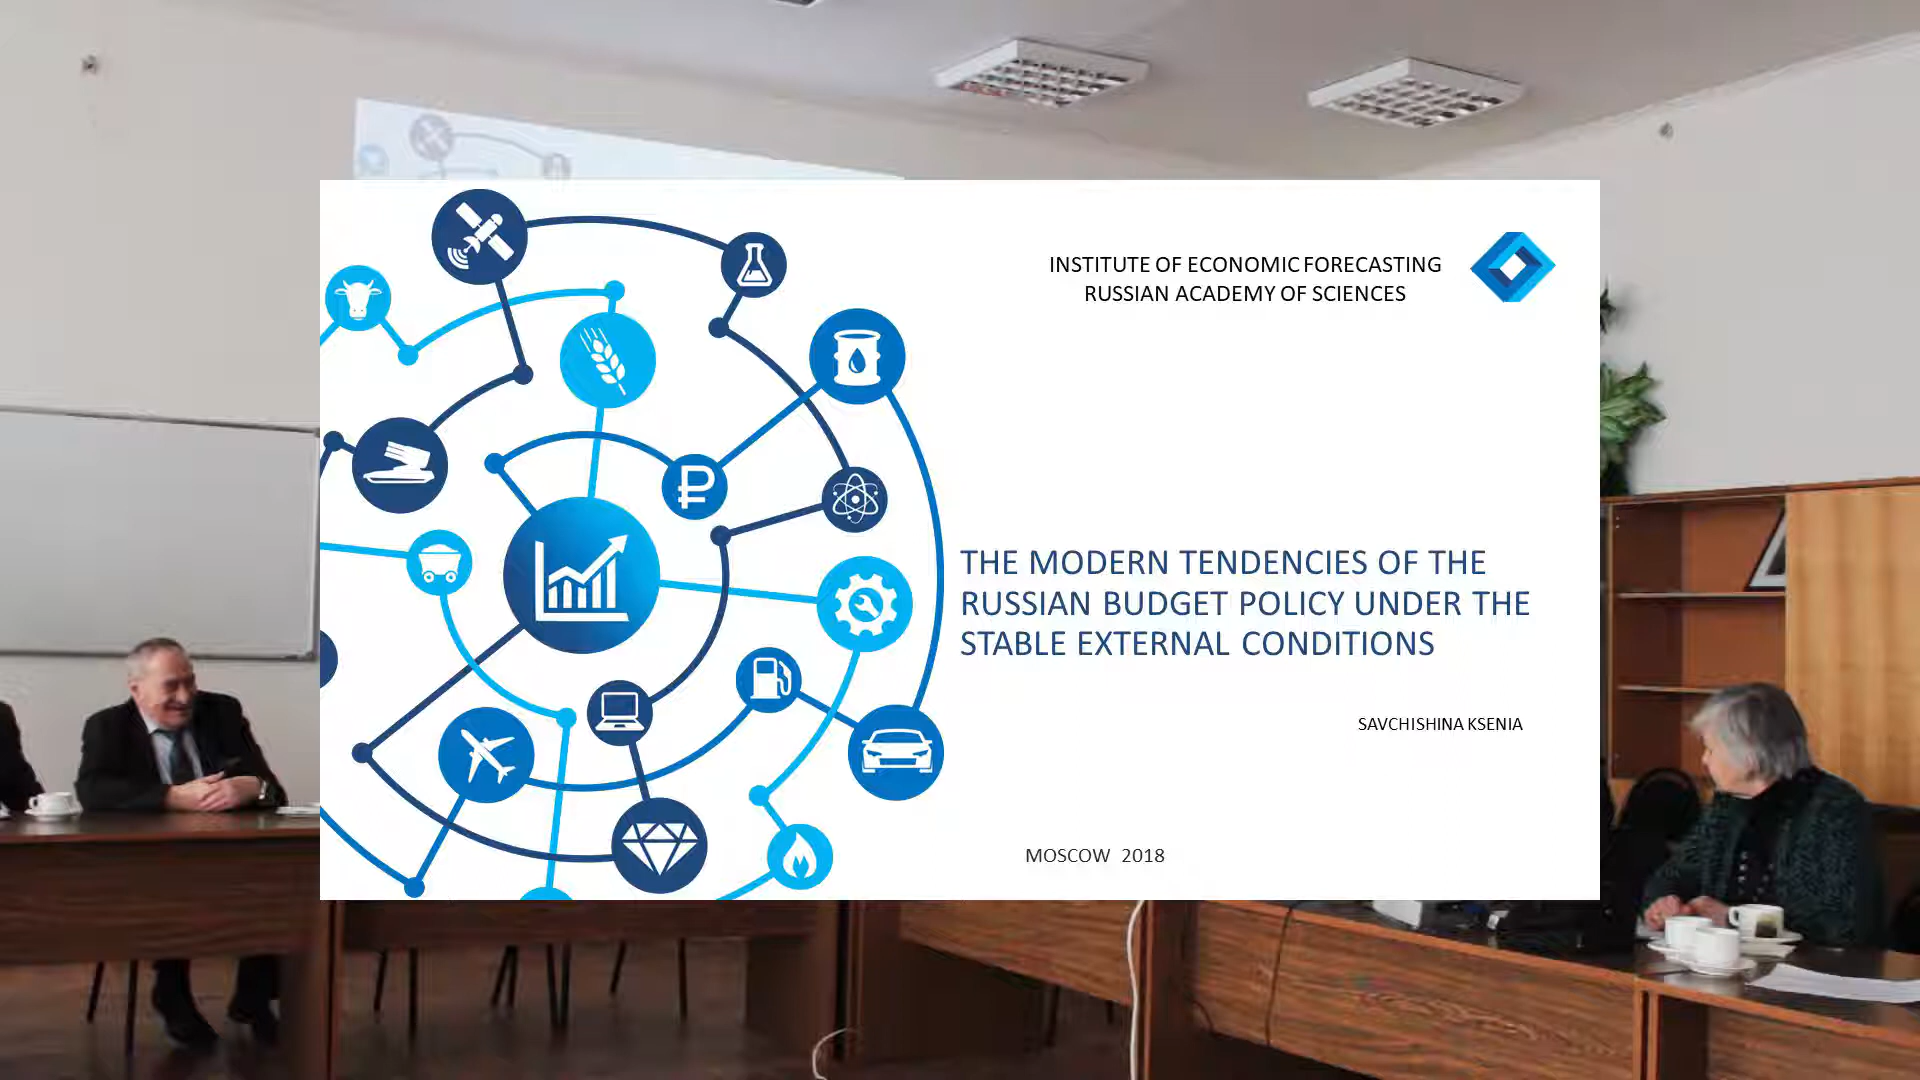 INSTITUTE OF ECONOMIC FORECASTING
RUSSIAN ACADEMY OF SCIENCES
THE MODERN TENDENCIES OF THE
RUSSIAN BUDGET POLICY UNDER THE
STABLE EXTERNAL CONDITIONS
SAVCHISHINA KSENIA
MOSCOW 2018